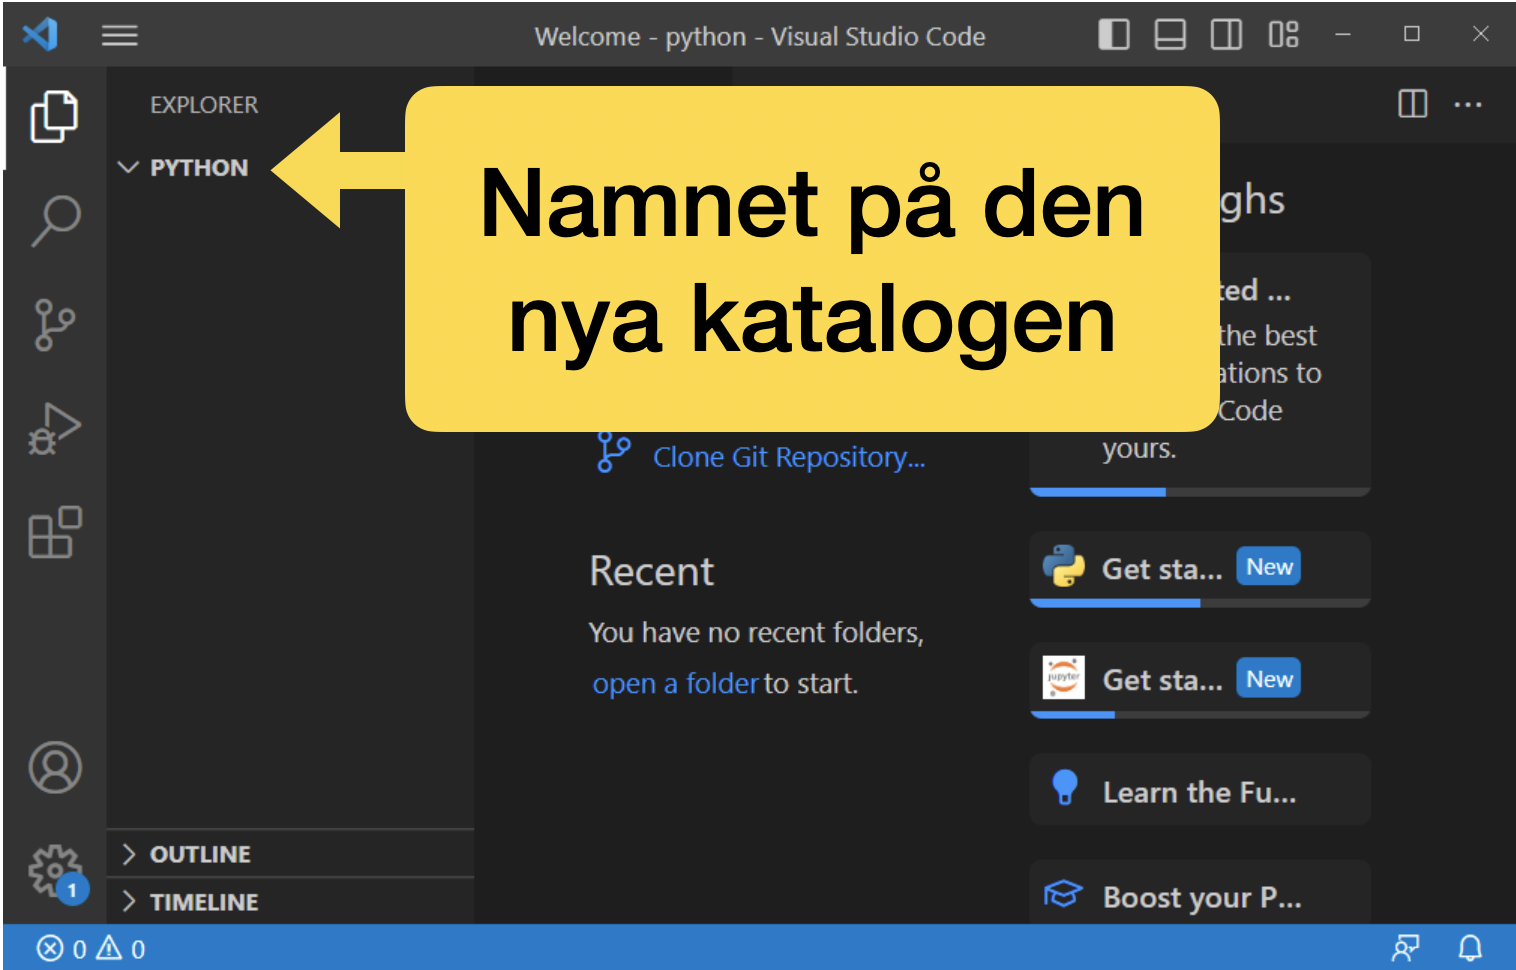 Welcome - python - Visual Studio Code
EXPLORER
PYTHON
Namnet på den
nya katalogen
ghs
ted ...
the best
ations to
Code
yours.
Clone Git Repository...
Recent
You have no recent folders,
open a folder to start.
Get sta... New
jupyter
Get sta... New
Learn the Fu...
Boost your P...
OUTLINE
TIMELINE
1
0 0